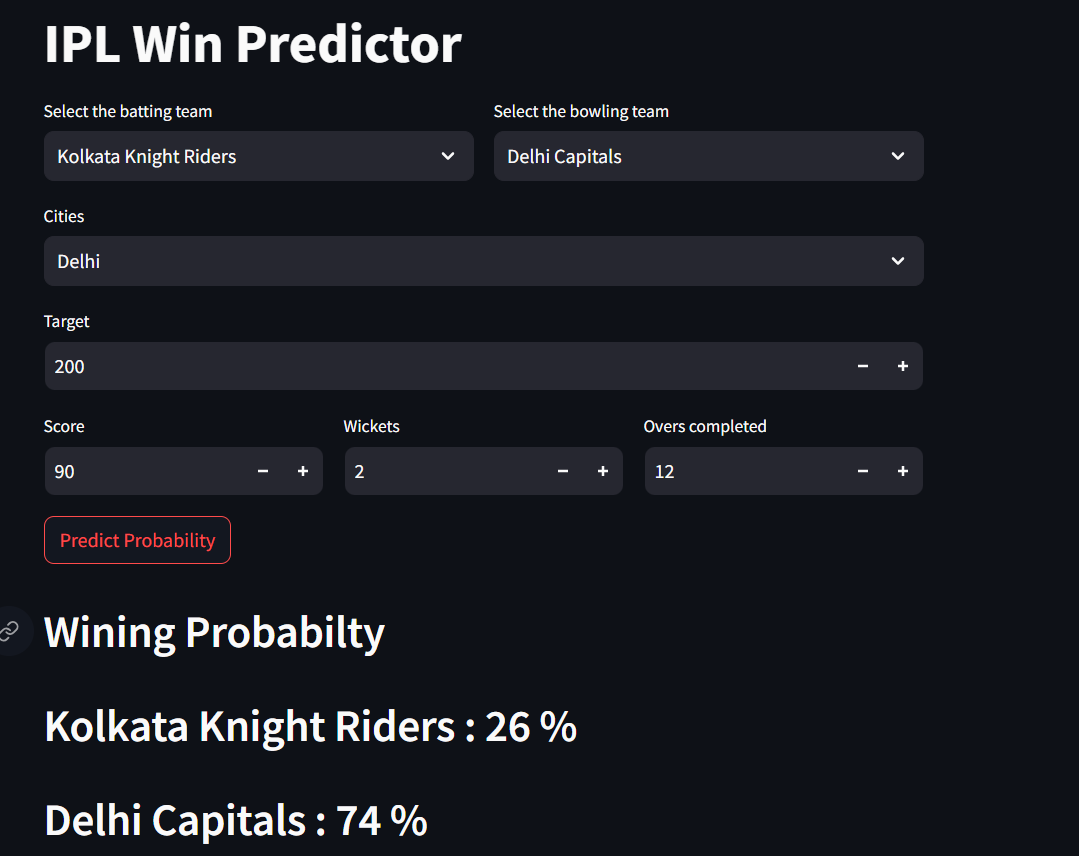 IPL Win Predictor
Select the batting team
Select the bowling team
Kolkata Knight Riders
Delhi Capitals
Cities
Delhi
Target
200
Score
Wickets
Overs completed
90
2
12
Predict Probability
Wining Probabilty
Kolkata Knight Riders : 26 %
Delhi Capitals : 74 %